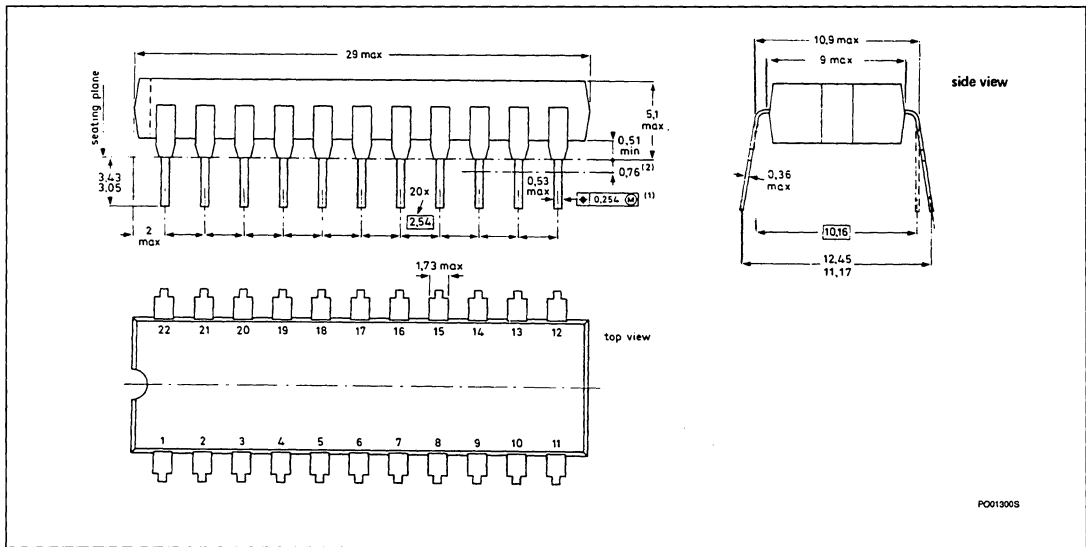 29 max
seating plane
5,1
max
0,51
min
0,76 (2)
3,43
3,05
0,53
max
20x
2,54
0,254 M (1)
2
max
10,9 max
9 max
side view
0,36
max
10,16
12,45
11,17
1,73 max
22 21 20 19 18 17 16 15 14 13 12
top view
1 2 3 4 5 6 7 8 9 10 11
PO01300S